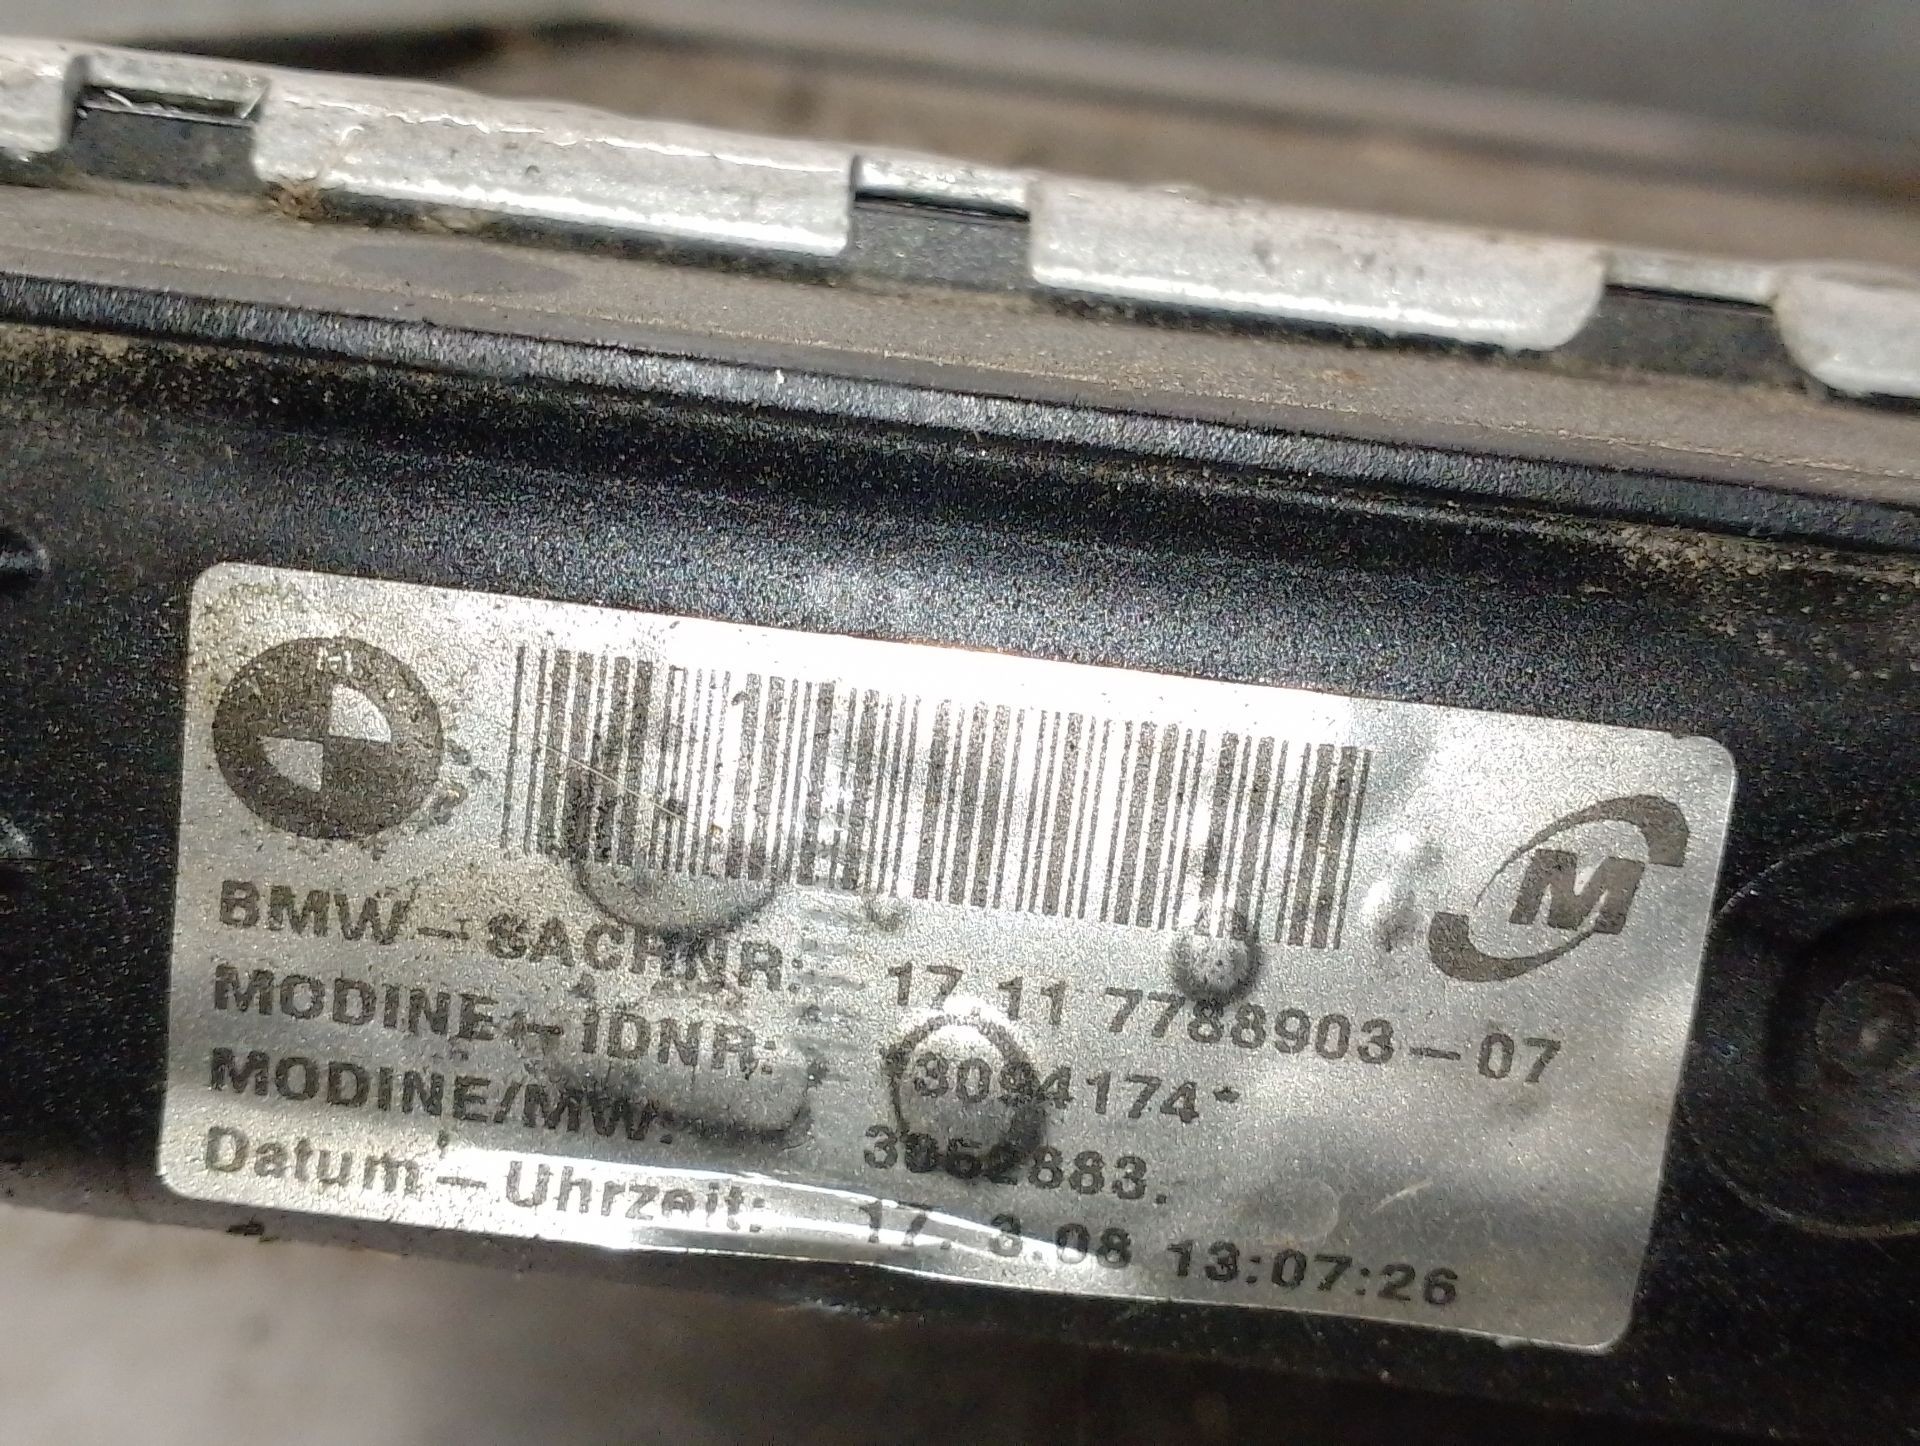 BMW-SACHNR: 17 11 7788903-07
MODINE-IDNR: *3094174*
MODINE/MW: 3052883.
Datum-Uhrzeit: 17. 3.08 13:07:26
M